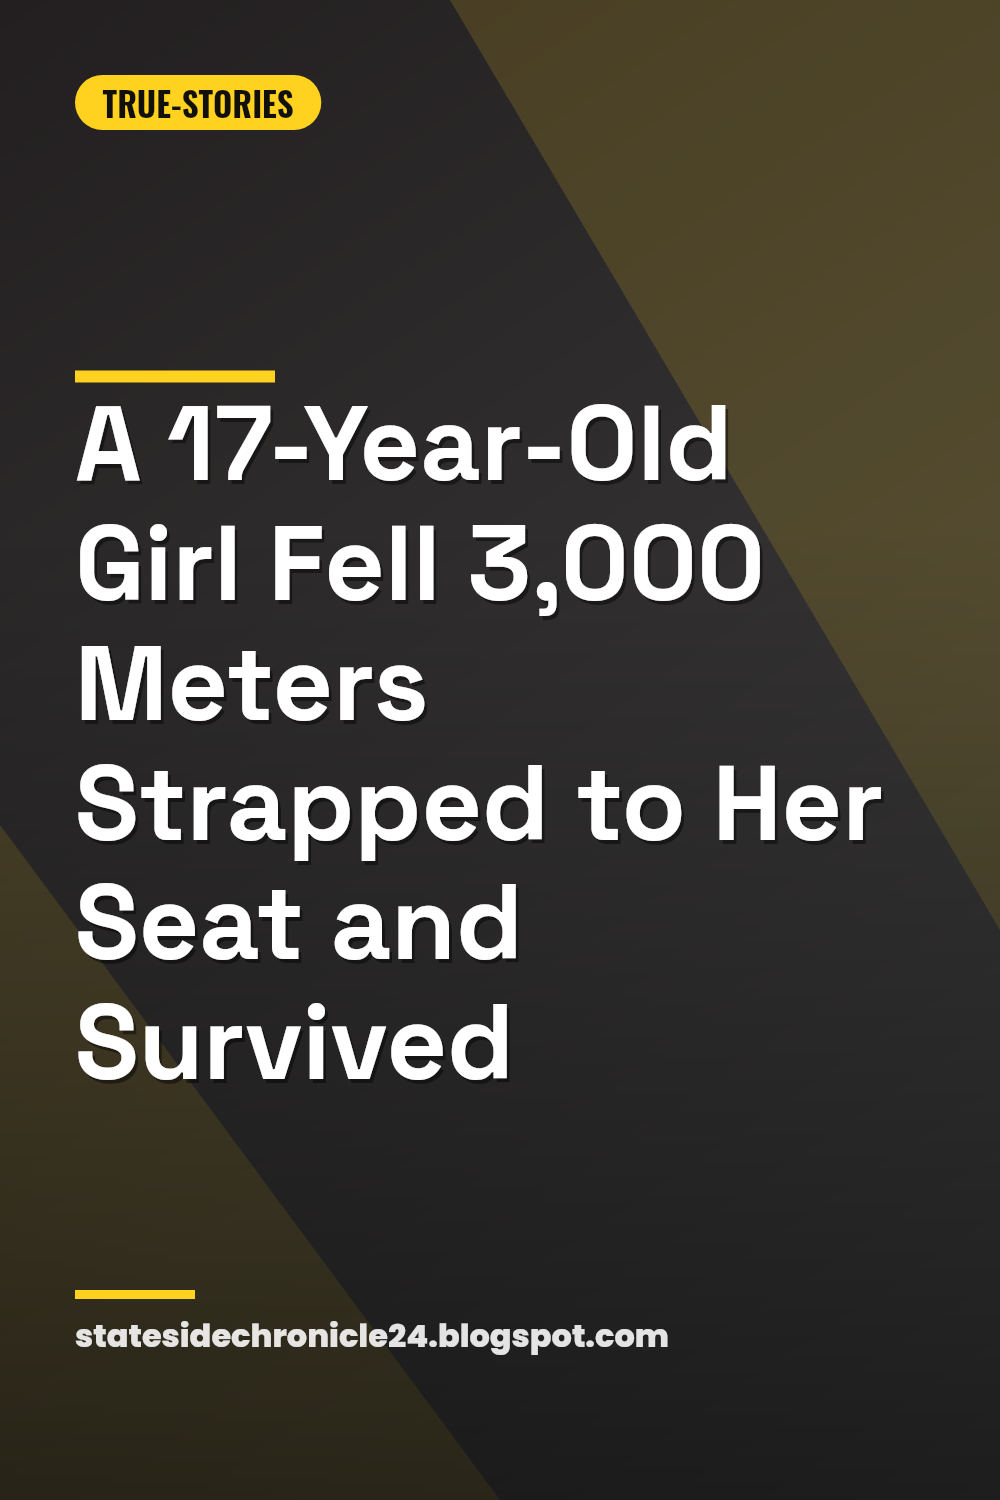 TRUE-STORIES
A 17-Year-Old
Girl Fell 3,000
Meters
Strapped to Her
Seat and
Survived
statesidechronicle24.blogspot.com